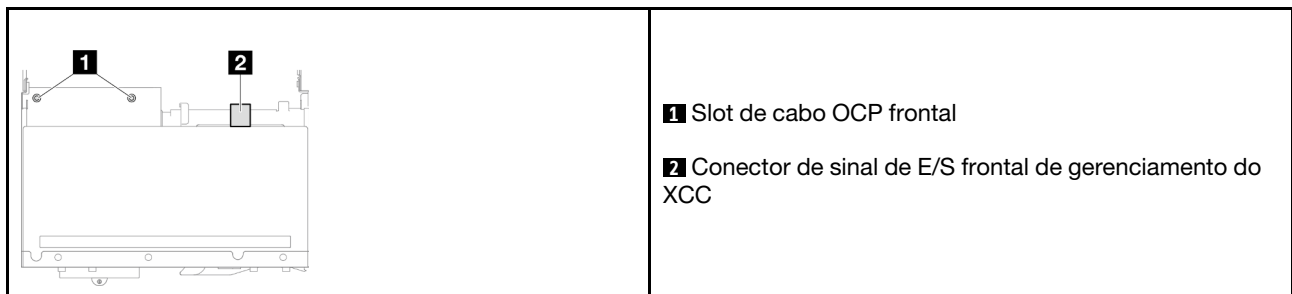 1
2
1 Slot de cabo OCP frontal
2 Conector de sinal de E/S frontal de gerenciamento do
XCC